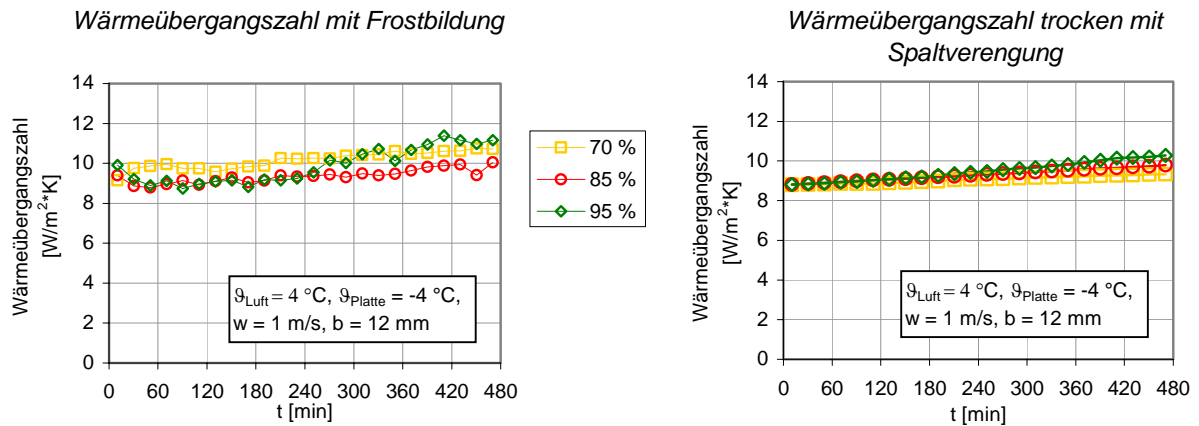 Wärmeübergangszahl mit Frostbildung
Wärmeübergangszahl
[W/m²*K]
14
12
10
8
6
4
2
0
ϑLuft = 4 °C, ϑPlatte = -4 °C,
w = 1 m/s, b = 12 mm
0 60 120 180 240 300 360 420 480
t [min]
70 %
85 %
95 %
Wärmeübergangszahl trocken mit
Spaltverengung
Wärmeübergangszahl
[W/m²*K]
14
12
10
8
6
4
2
0
ϑLuft = 4 °C, ϑPlatte = -4 °C,
w = 1 m/s, b = 12 mm
0 60 120 180 240 300 360 420 480
t [min]